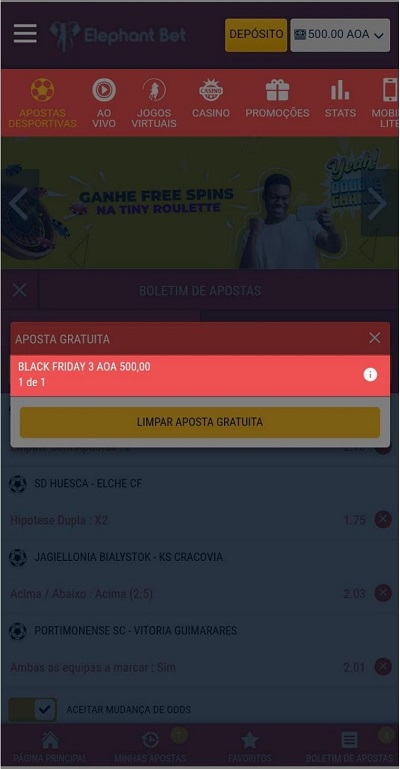 Elephant Bet
DEPÓSITO
500.00 AOA
APOSTAS
DESPORTIVAS
AO
VIVO
JOGOS
VIRTUAIS
CASINO
CASINO
PROMOÇÕES
STATS
MOBI
LITE
GANHE FREE SPINS
NA TINY ROULETTE
Yeah!
BOLETIM DE APOSTAS
APOSTA GRATUITA
BLACK FRIDAY 3 AOA 500,00
1 de 1
LIMPAR APOSTA GRATUITA
SD HUESCA - ELCHE CF
Hipotese Dupla : X2
1.75
JAGIELLONIA BIALYSTOK - KS CRACOVIA
Acima / Abaixo : Acima (2.5)
2.03
PORTIMONENSE SC - VITORIA GUIMARARES
Ambas as equipas a marcar : Sim
2.01
ACEITAR MUDANÇA DE ODDS
PÁGINA PRINCIPAL
MINHAS APOSTAS
FAVORITOS
BOLETIM DE APOSTAS